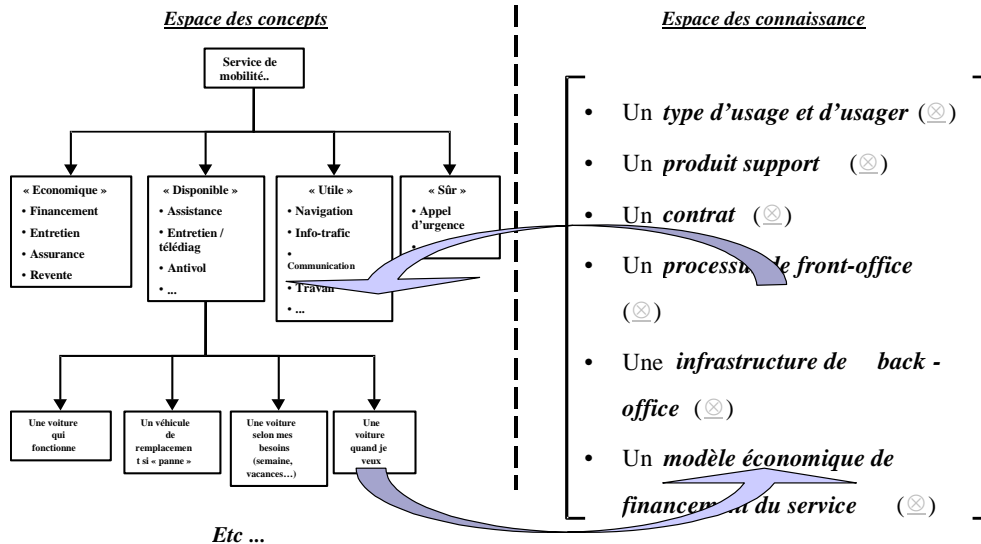 Espace des concepts
Service de
mobilité..
« Economique »
• Financement
• Entretien
• Assurance
• Revente
« Disponible »
• Assistance
• Entretien /
télédiag
• Antivol
• ...
« Utile »
• Navigation
• Info-trafic
•
Communication
• Travail
• ...
« Sûr »
• Appel
d'urgence
•
Une voiture
qui
fonctionne
Un véhicule
de
remplacemen
t si « panne »
Une voiture
selon mes
besoins
(semaine,
vacances…)
Une
voiture
quand je
veux
Etc ...
Espace des connaissance
• Un type d'usage et d'usager (⊗)
• Un produit support (⊗)
• Un contrat (⊗)
• Un processus de front-office
(⊗)
• Une infrastructure de back -
office (⊗)
• Un modèle économique de
financement du service (⊗)